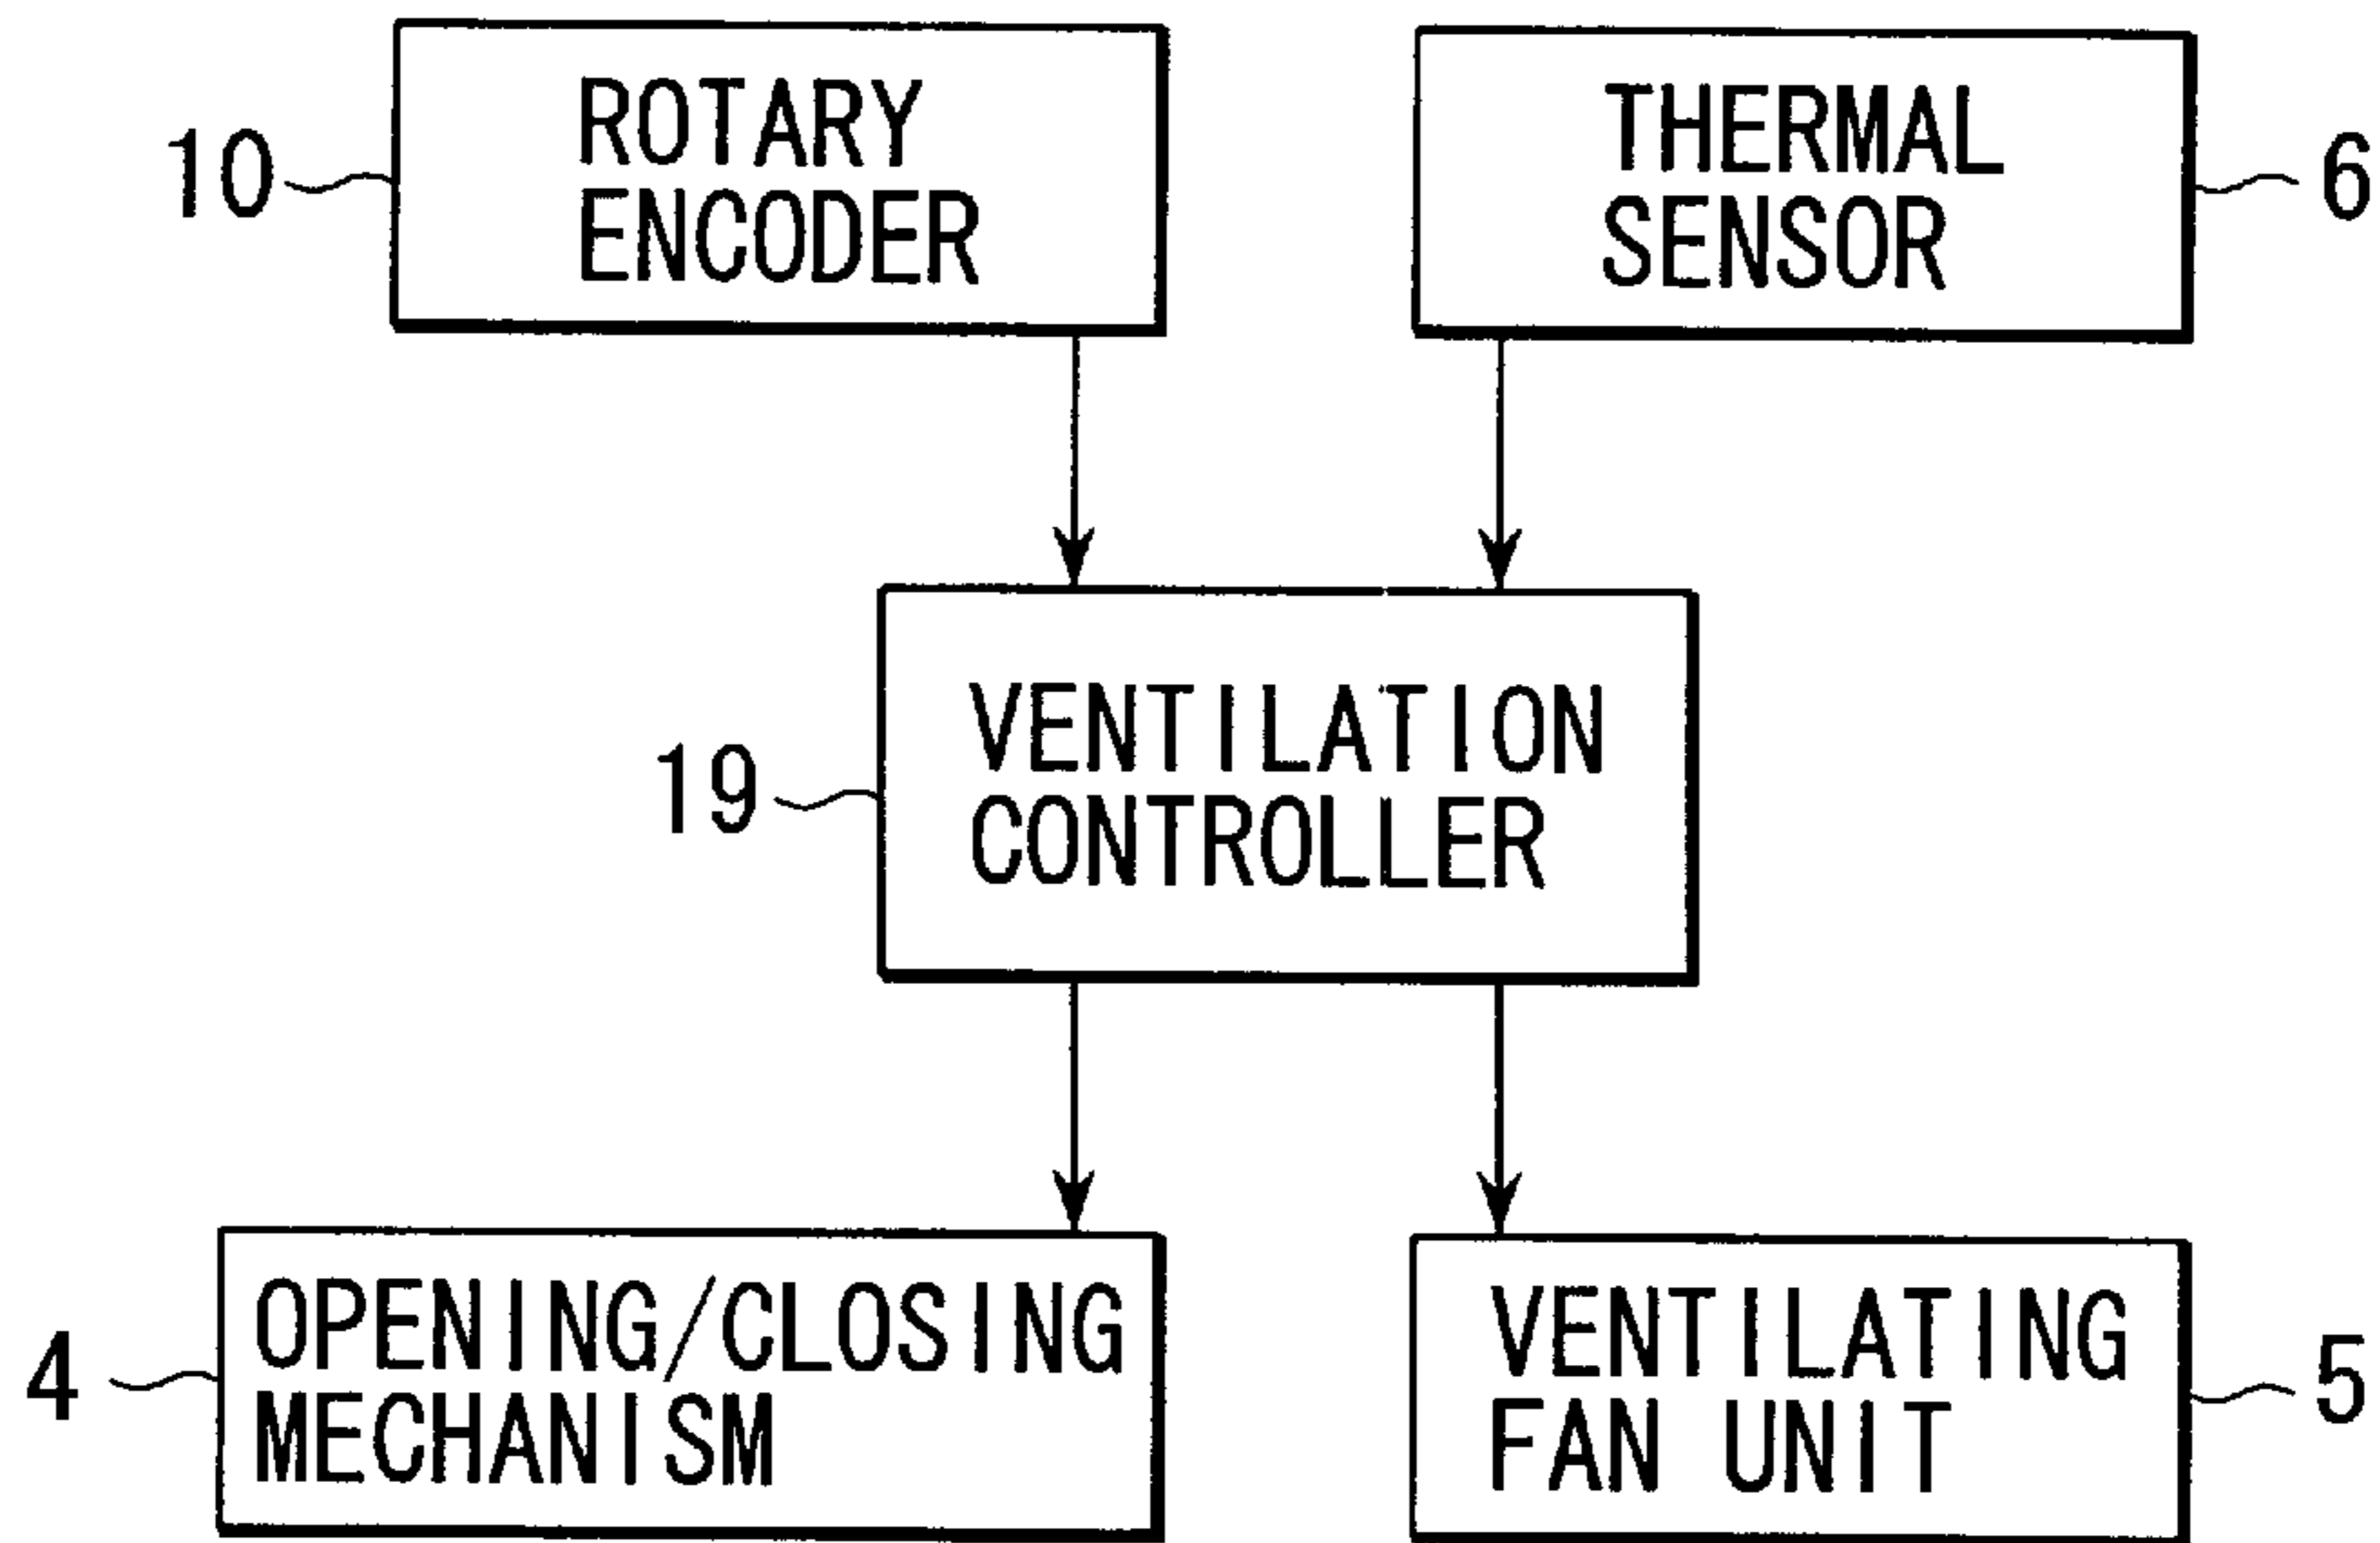 10
ROTARY
ENCODER
THERMAL
SENSOR
6
19
VENTILATION
CONTROLLER
4
OPENING/CLOSING
MECHANISM
VENTILATING
FAN UNIT
5